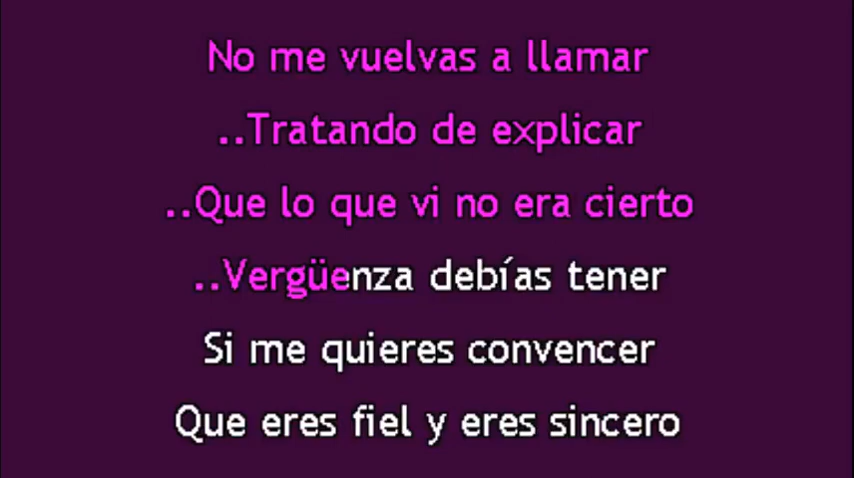 No me vuelvas a llamar
..Tratando de explicar
..Que lo que vi no era cierto
..Vergüenza debías tener
Si me quieres convencer
Que eres fiel y eres sincero